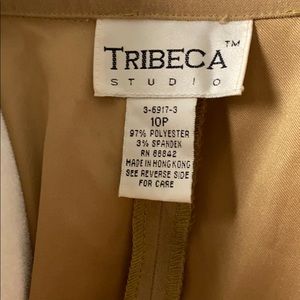 TRIBECA™
STUDIO
3-6917-3
10P
97% POLYESTER
3% SPANDEX
RN 66842
MADE IN HONG KONG
SEE REVERSE SIDE
FOR CARE